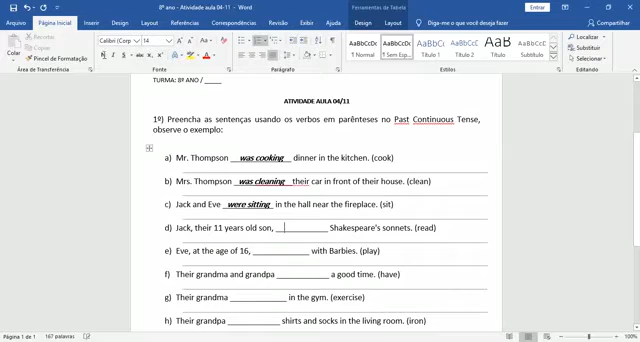 8º ano - Atividade aula 04-11 - Word
Ferramentas de Tabela
Entrar
Arquivo Página Inicial Inserir Design Layout Referências Correspondências Revisão Exibir Ajuda Design Layout Diga-me o que você deseja fazer Compartilhar
Colar
Recortar
Copiar
Pincel de Formatação
Calibri (Corpo) 14
AaBbCcDc AaBbCcDc AaBbCc AaBbCcD AaB AaBbCcD
¶ Normal ¶ Sem Esp... Título 1 Título 2 Título Subtítulo
Localizar
Substituir
Selecionar
Área de Transferência Fonte Parágrafo Estilos Editando
TURMA: 8º ANO / _____
ATIVIDADE AULA 04/11
1º) Preencha as sentenças usando os verbos em parênteses no Past Continuous Tense,
observe o exemplo:
a) Mr. Thompson __was cooking__ dinner in the kitchen. (cook)
b) Mrs. Thompson _was cleaning_ their car in front of their house. (clean)
c) Jack and Eve _were sitting_ in the hall near the fireplace. (sit)
d) Jack, their 11 years old son, ____________ Shakespeare's sonnets. (read)
e) Eve, at the age of 16, _____________ with Barbies. (play)
f) Their grandma and grandpa ____________ a good time. (have)
g) Their grandma _____________ in the gym. (exercise)
h) Their grandpa ____________ shirts and socks in the living room. (iron)
Página 1 de 1 167 palavras
100%